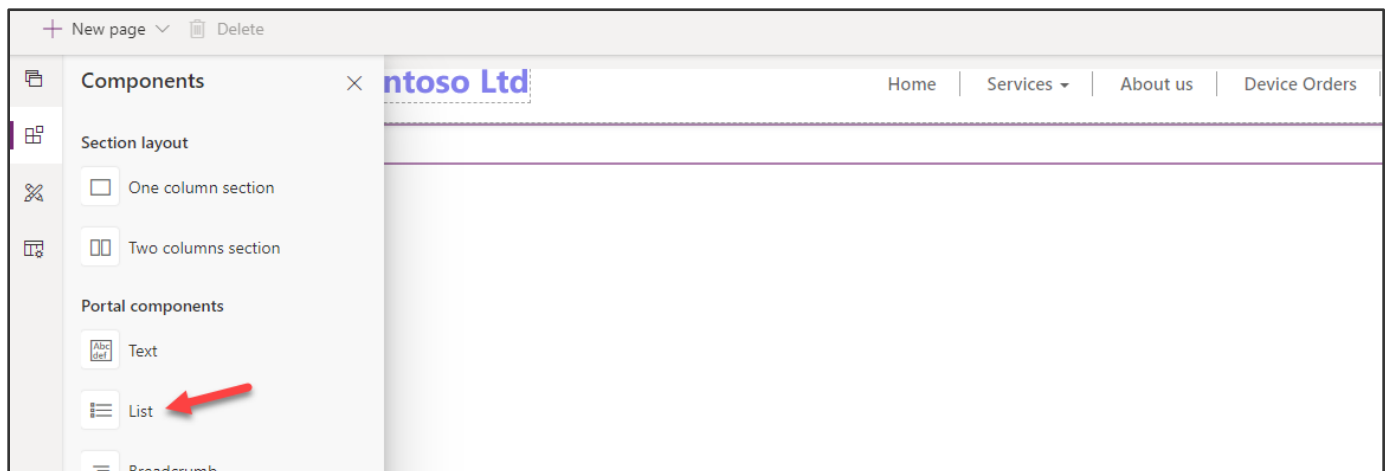 New page Delete
Components
ntoso Ltd
Home Services About us Device Orders
Section layout
One column section
Two columns section
Portal components
Abc
def
Text
List
Breadcrumb